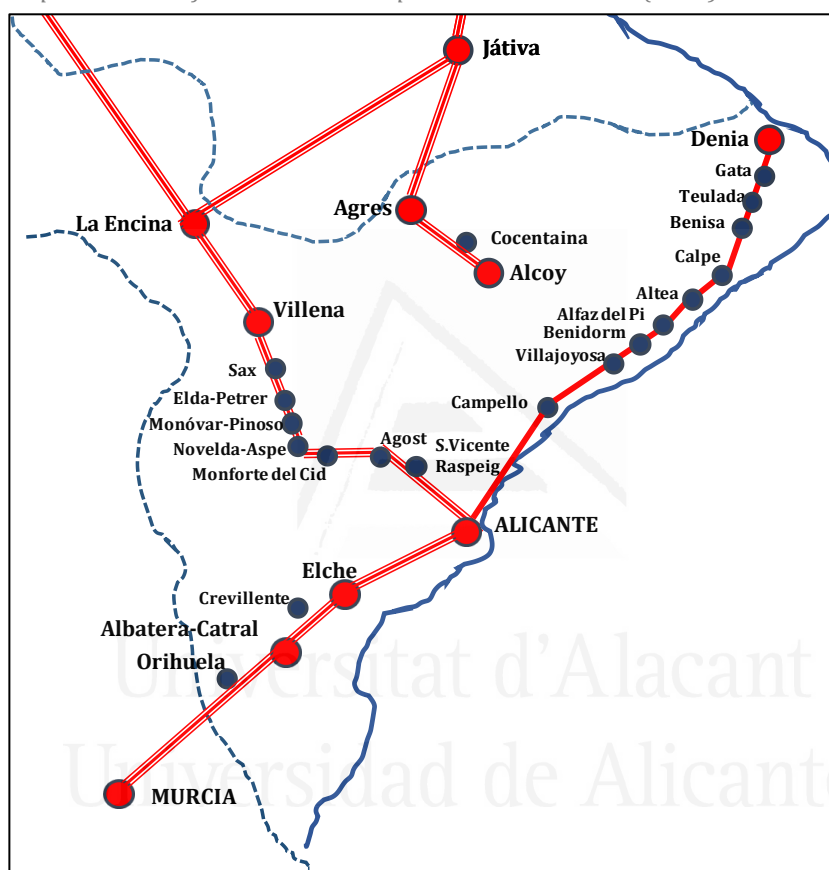 Játiva
Denia
Gata
Teulada
Benisa
Agres
La Encina
Cocentaina
Alcoy
Calpe
Altea
Villena
Alfaz del Pi
Benidorm
Villajoyosa
Sax
Elda-Petrer
Campello
Monóvar-Pinoso
Novelda-Aspe
Agost
S.Vicente
Raspeig
Monforte del Cid
ALICANTE
Elche
Crevillente
Albatera-Catral
Orihuela
MURCIA
Universitat d'Alacant
Universidad de Alicante